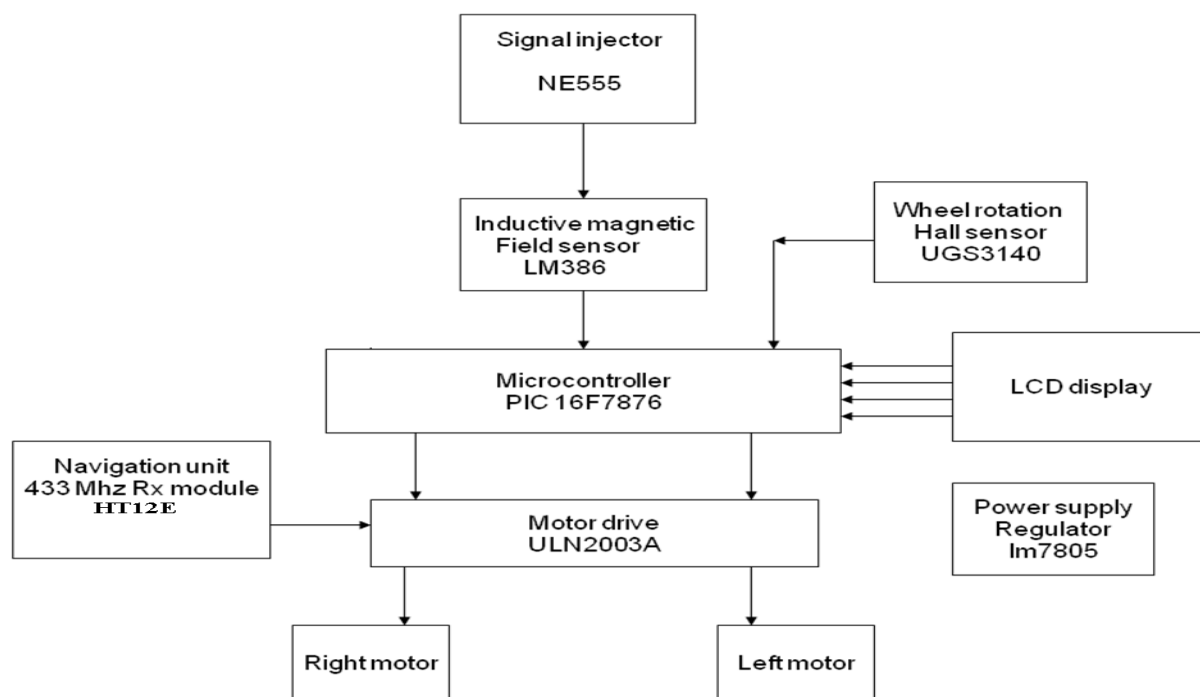 Signal injector
NE555
Inductive magnetic
Field sensor
LM386
Wheel rotation
Hall sensor
UGS3140
Microcontroller
PIC 16F7876
LCD display
Navigation unit
433 Mhz Rx module
HT12E
Motor drive
ULN2003A
Power supply
Regulator
lm7805
Right motor
Left motor